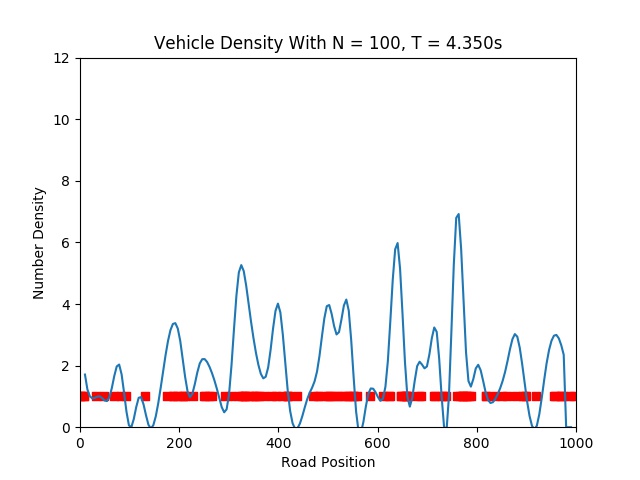 Vehicle Density With N = 100, T = 4.350s
12
10
8
6
4
2
0
Number Density
0 200 400 600 800 1000
Road Position